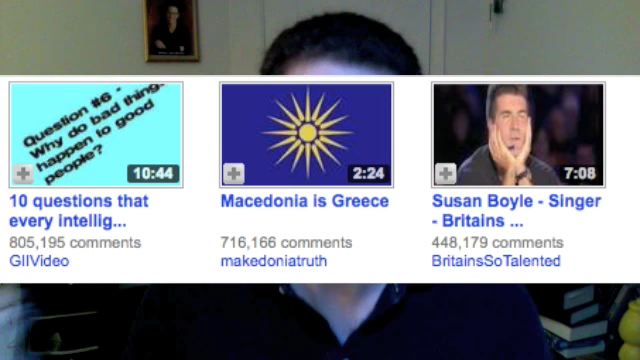 Question #6 -
Why do bad thing
happen to good
people?
10:44
2:24
7:08
10 questions that
every intellig...
805,195 comments
GIIVideo
Macedonia is Greece
716,166 comments
makedoniatruth
Susan Boyle - Singer
- Britains ...
448,179 comments
BritainsSoTalented